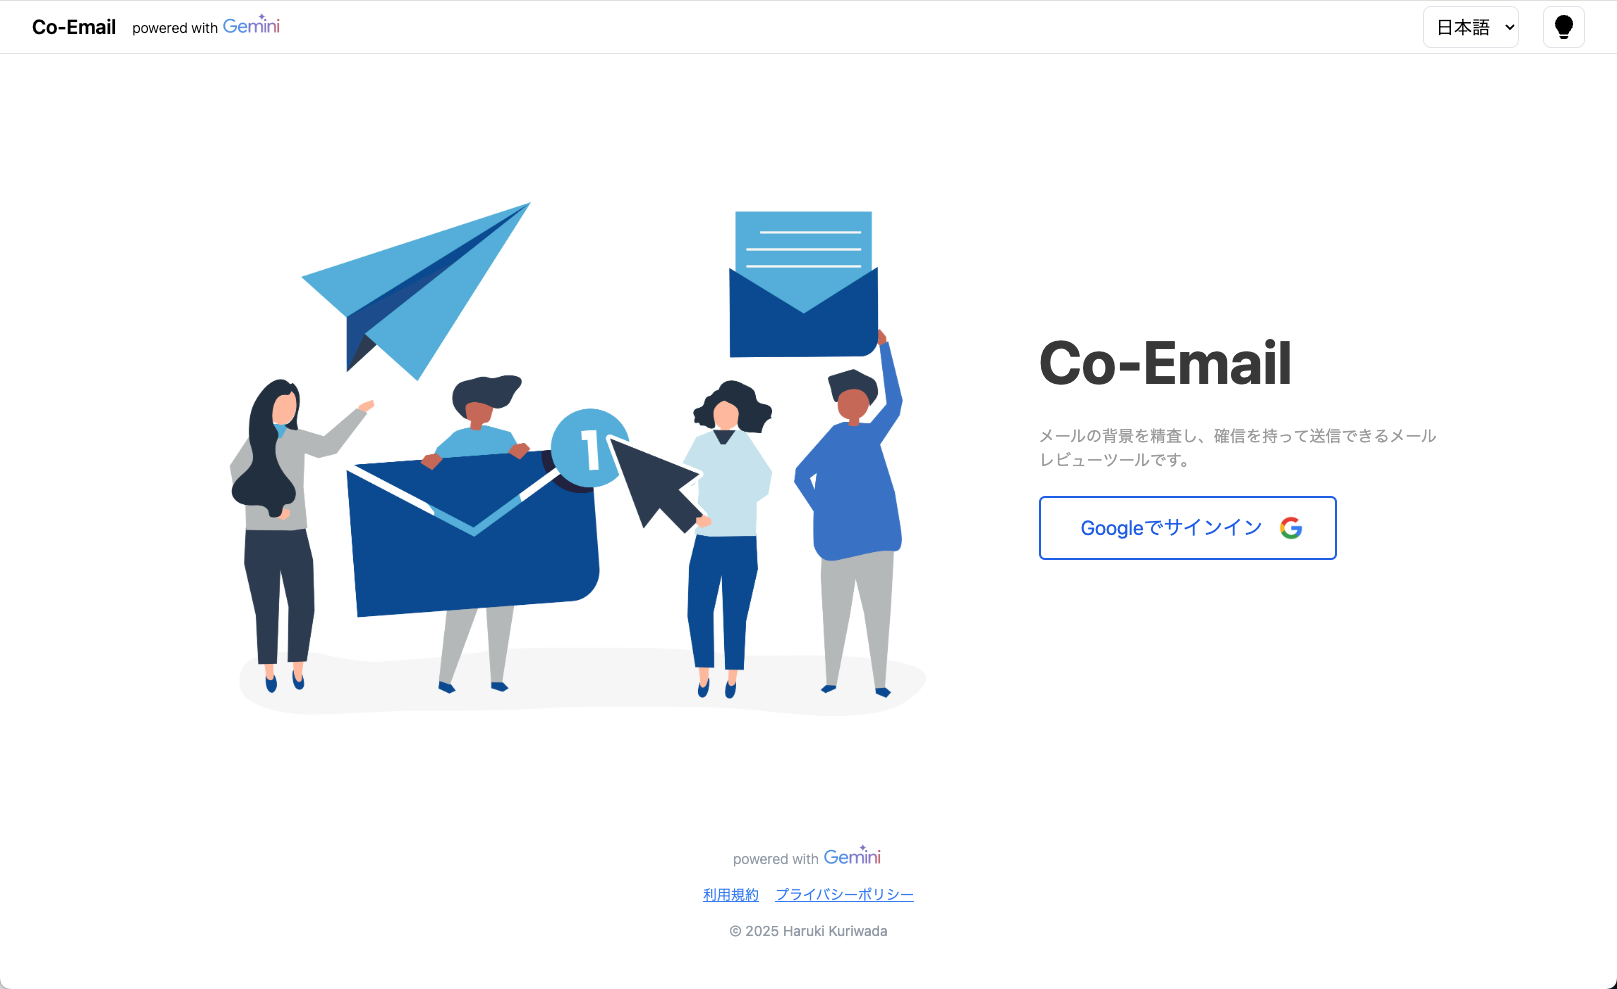 Co-Email powered with Gemini 日本語
1
Co-Email
メールの背景を精査し、確信を持って送信できるメール
レビューツールです。
Googleでサインイン
powered with Gemini
利用規約 プライバシーポリシー
© 2025 Haruki Kuriwada